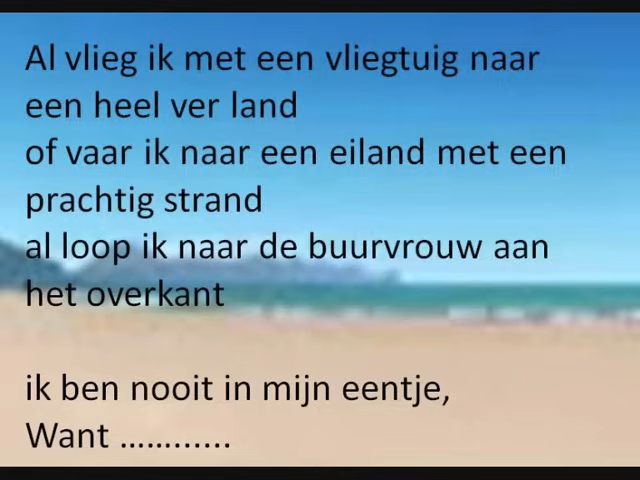 Al vlieg ik met een vliegtuig naar
een heel ver land
of vaar ik naar een eiland met een
prachtig strand
al loop ik naar de buurvrouw aan
het overkant
ik ben nooit in mijn eentje,
Want ............